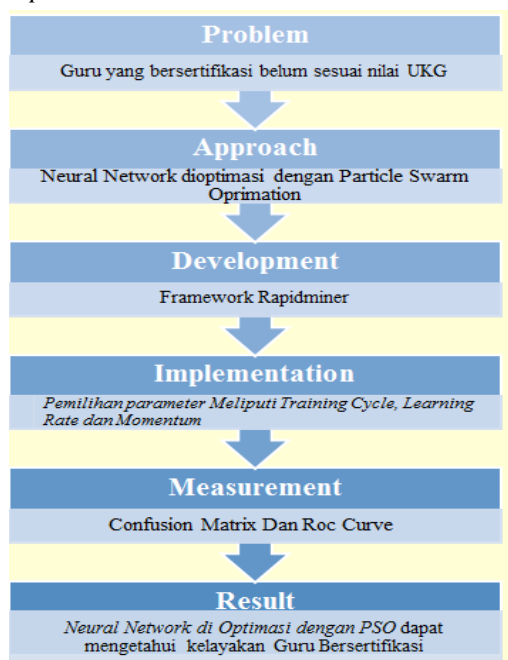 Problem
Guru yang bersertifikasi belum sesuai nilai UKG
Approach
Neural Network dioptimasi dengan Particle Swarm
Oprimation
Development
Framework Rapidminer
Implementation
Pemilihan parameter Meliputi Training Cycle, Learning
Rate dan Momentum
Measurement
Confusion Matrix Dan Roc Curve
Result
Neural Network di Optimasi dengan PSO dapat
mengetahui kelayakan Guru Bersertifikasi